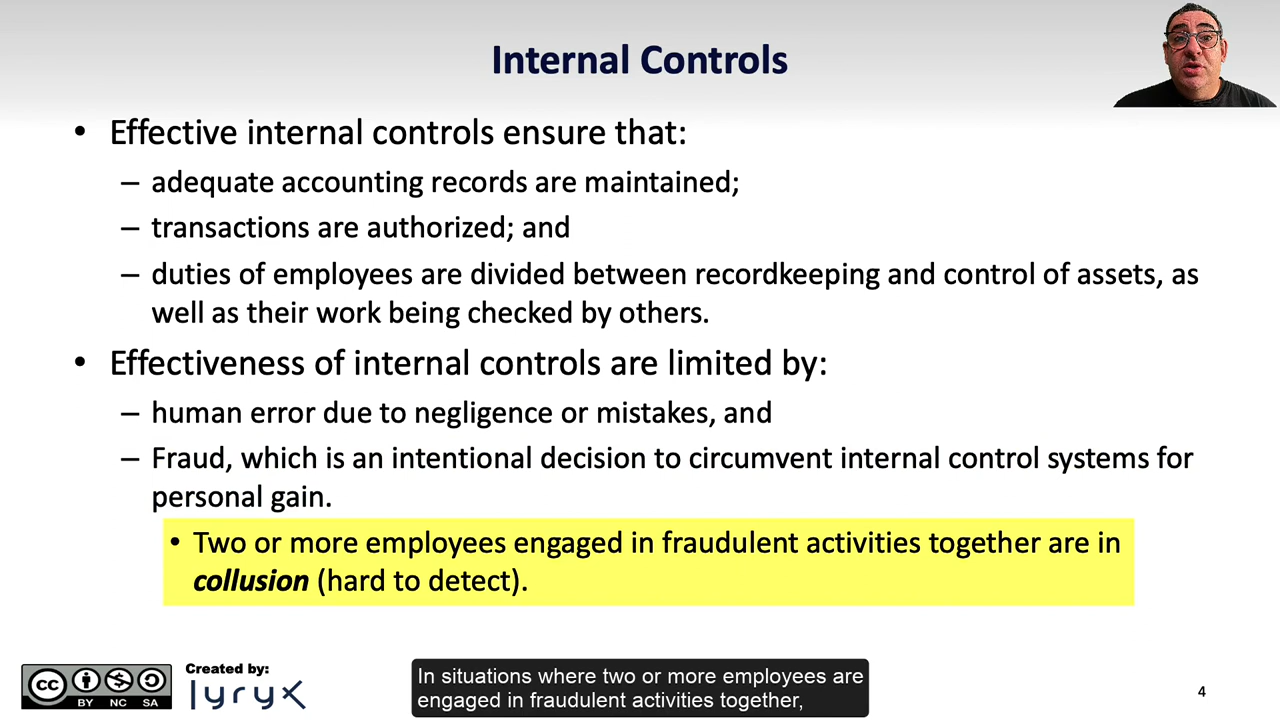 Internal Controls
• Effective internal controls ensure that:
– adequate accounting records are maintained;
– transactions are authorized; and
– duties of employees are divided between recordkeeping and control of assets, as
well as their work being checked by others.
• Effectiveness of internal controls are limited by:
– human error due to negligence or mistakes, and
– Fraud, which is an intentional decision to circumvent internal control systems for
personal gain.
• Two or more employees engaged in fraudulent activities together are in
collusion (hard to detect).
cc
BY NC SA
Created by:
lyryx
In situations where two or more employees are
engaged in fraudulent activities together,
4